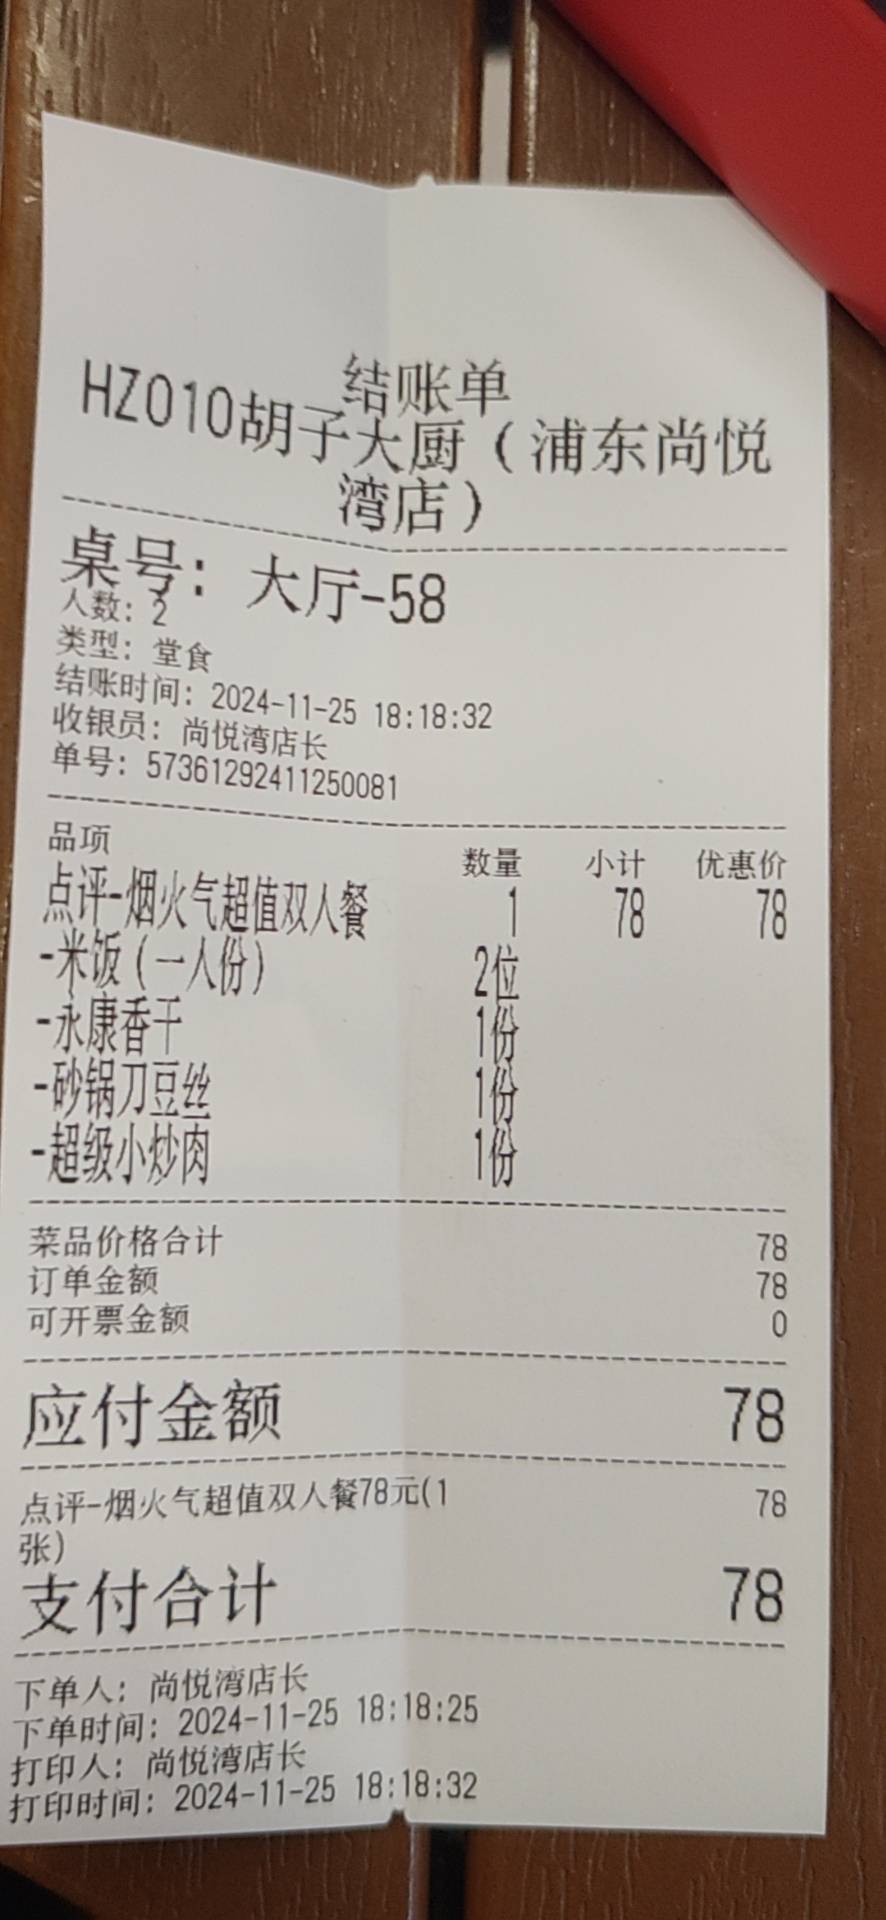 结账单
HZ010胡子大厨（浦东尚悦
湾店）
桌号：大厅-58
人数：2
类型：堂食
结账时间：2024-11-25 18:18:32
收银员：尚悦湾店长
单号：57361292411250081
品项 数量 小计 优惠价
点评-烟火气超值双人餐 1 78 78
-米饭（一人份） 2位
-永康香干 1份
-砂锅刀豆丝 1份
-超级小炒肉 1份
菜品价格合计 78
订单金额 78
可开票金额 0
应付金额 78
点评-烟火气超值双人餐78元(1 78
张)
支付合计 78
下单人：尚悦湾店长
下单时间：2024-11-25 18:18:25
打印人：尚悦湾店长
打印时间：2024-11-25 18:18:32